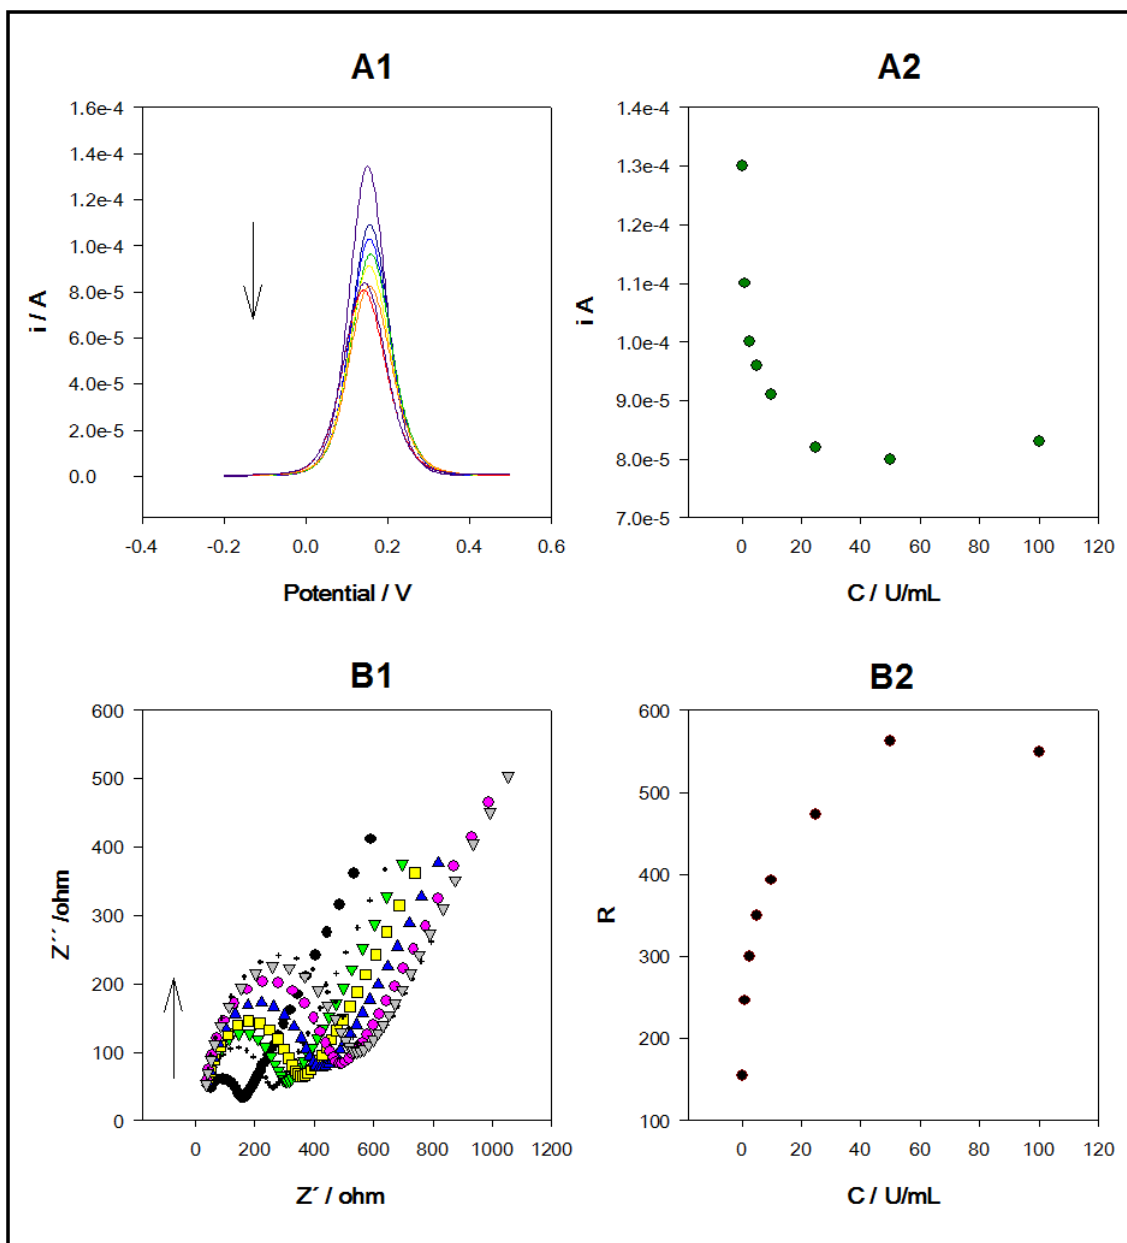 A1
1.6e-4
1.4e-4
1.2e-4
1.0e-4
8.0e-5
6.0e-5
4.0e-5
2.0e-5
0.0
i / A
-0.4 -0.2 0.0 0.2 0.4 0.6
Potential / V
A2
1.4e-4
1.3e-4
1.2e-4
1.1e-4
1.0e-4
9.0e-5
8.0e-5
7.0e-5
i A
0 20 40 60 80 100 120
C / U/mL
B1
600
500
400
300
200
100
0
Z´´ /ohm
0 200 400 600 800 1000 1200
Z´ / ohm
B2
600
500
400
300
200
100
R
0 20 40 60 80 100 120
C / U/mL